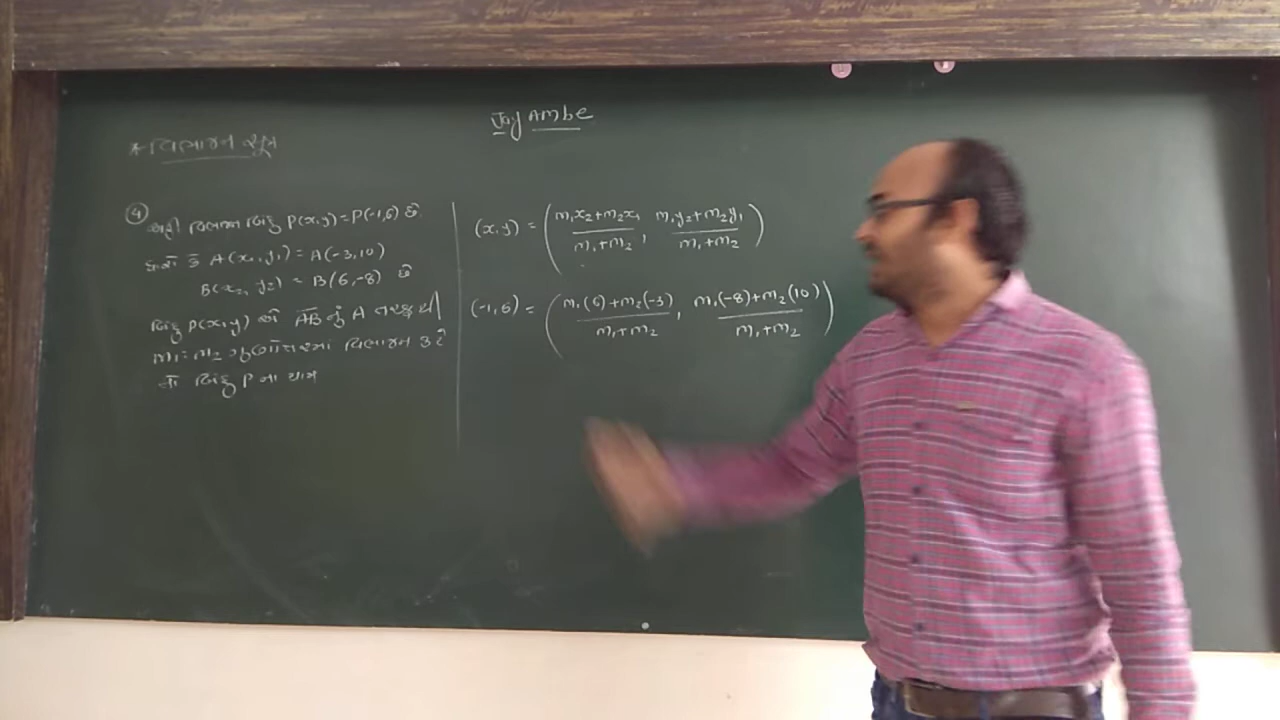 Jay Ambe
* વિભાજન સૂત્ર
④ અહી વિભાજન બિંદુ P(x,y)=P(-1,6) છે.
ધારો કે A(x₁, y₁) = A(-3,10)
B(x₂, y₂) = B(6,-8) છે
બિંદુ P(x,y) એ A̅B̅ નું A તરફથી
m₁:m₂ ગુણોત્તરમાં વિભાજન કરે
તો બિંદુ P ના યામ
(x,y) = ( (m₁x₂+m₂x₁)/(m₁+m₂), (m₁y₂+m₂y₁)/(m₁+m₂) )
(-1,6) = ( (m₁(6)+m₂(-3))/(m₁+m₂), (m₁(-8)+m₂(10))/(m₁+m₂) )